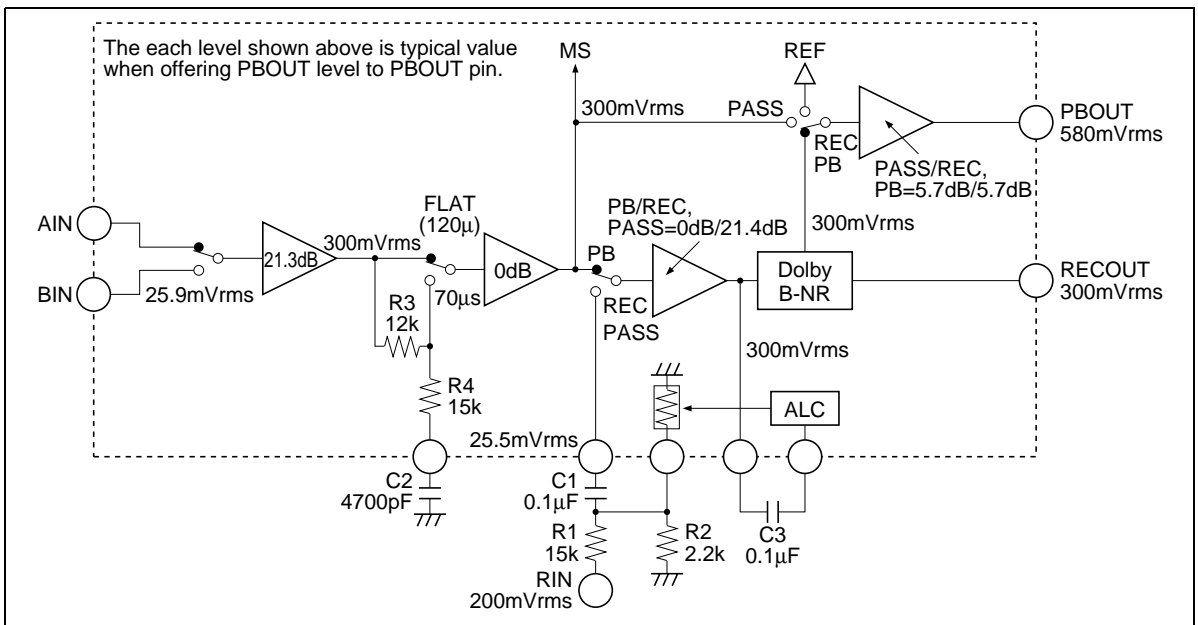 The each level shown above is typical value
when offering PBOUT level to PBOUT pin.
MS
REF
300mVrms
PASS
REC
PB
PBOUT
580mVrms
PASS/REC,
PB=5.7dB/5.7dB
AIN
BIN
25.9mVrms
21.3dB
300mVrms
FLAT
(120μ)
70μs
0dB
PB
REC
PASS
PB/REC,
PASS=0dB/21.4dB
300mVrms
Dolby
B-NR
RECOUT
300mVrms
R3
12k
R4
15k
300mVrms
ALC
25.5mVrms
C2
4700pF
C1
0.1μF
R1
15k
R2
2.2k
C3
0.1μF
RIN
200mVrms